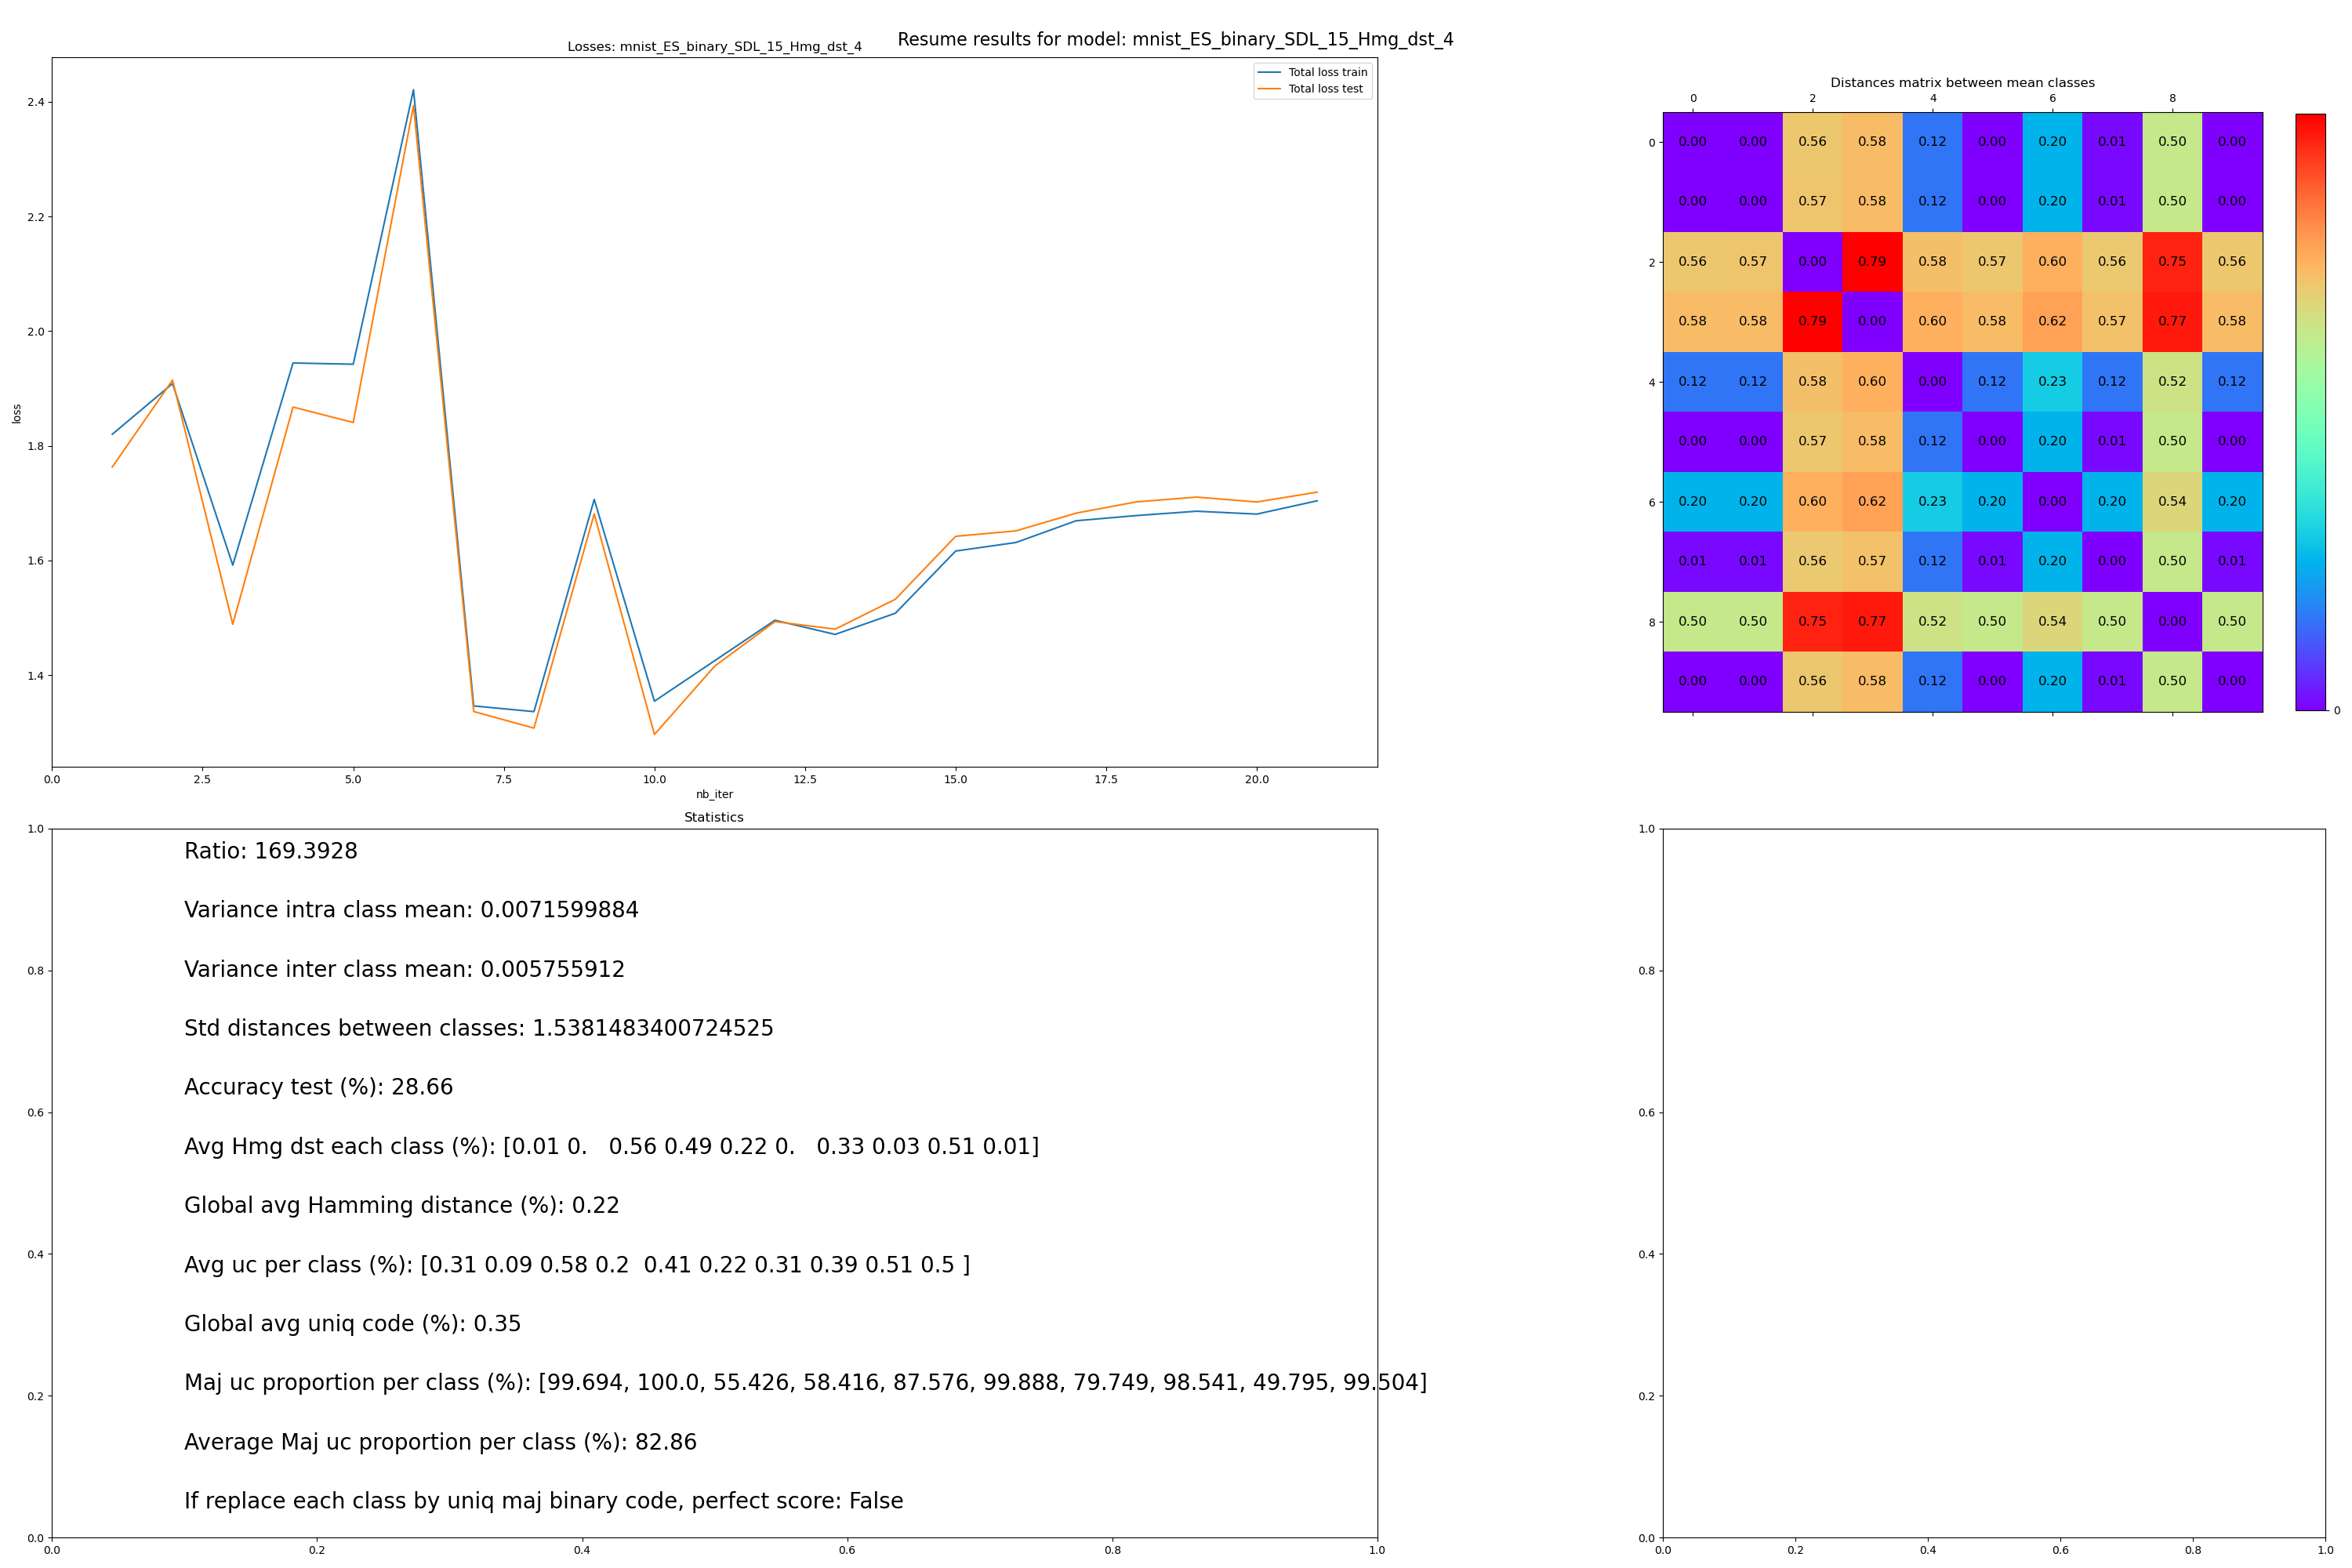 Resume results for model: mnist_ES_binary_SDL_15_Hmg_dst_4
Losses: mnist_ES_binary_SDL_15_Hmg_dst_4
Total loss train
Total loss test
2.4
2.2
2.0
1.8
1.6
1.4
loss
0.0 2.5 5.0 7.5 10.0 12.5 15.0 17.5 20.0
nb_iter
Distances matrix between mean classes
0 2 4 6 8
0 0.00 0.00 0.56 0.58 0.12 0.00 0.20 0.01 0.50 0.00
0.00 0.00 0.57 0.58 0.12 0.00 0.20 0.01 0.50 0.00
2 0.56 0.57 0.00 0.79 0.58 0.57 0.60 0.56 0.75 0.56
0.58 0.58 0.79 0.00 0.60 0.58 0.62 0.57 0.77 0.58
4 0.12 0.12 0.58 0.60 0.00 0.12 0.23 0.12 0.52 0.12
0.00 0.00 0.57 0.58 0.12 0.00 0.20 0.01 0.50 0.00
6 0.20 0.20 0.60 0.62 0.23 0.20 0.00 0.20 0.54 0.20
0.01 0.01 0.56 0.57 0.12 0.01 0.20 0.00 0.50 0.01
8 0.50 0.50 0.75 0.77 0.52 0.50 0.54 0.50 0.00 0.50
0.00 0.00 0.56 0.58 0.12 0.00 0.20 0.01 0.50 0.00
0
Statistics
1.0
0.8
0.6
0.4
0.2
0.0
Ratio: 169.3928
Variance intra class mean: 0.0071599884
Variance inter class mean: 0.005755912
Std distances between classes: 1.5381483400724525
Accuracy test (%): 28.66
Avg Hmg dst each class (%): [0.01 0.   0.56 0.49 0.22 0.   0.33 0.03 0.51 0.01]
Global avg Hamming distance (%): 0.22
Avg uc per class (%): [0.31 0.09 0.58 0.2  0.41 0.22 0.31 0.39 0.51 0.5 ]
Global avg uniq code (%): 0.35
Maj uc proportion per class (%): [99.694, 100.0, 55.426, 58.416, 87.576, 99.888, 79.749, 98.541, 49.795, 99.504]
Average Maj uc proportion per class (%): 82.86
If replace each class by uniq maj binary code, perfect score: False
0.0 0.2 0.4 0.6 0.8 1.0
1.0
0.8
0.6
0.4
0.2
0.0
0.0 0.2 0.4 0.6 0.8 1.0